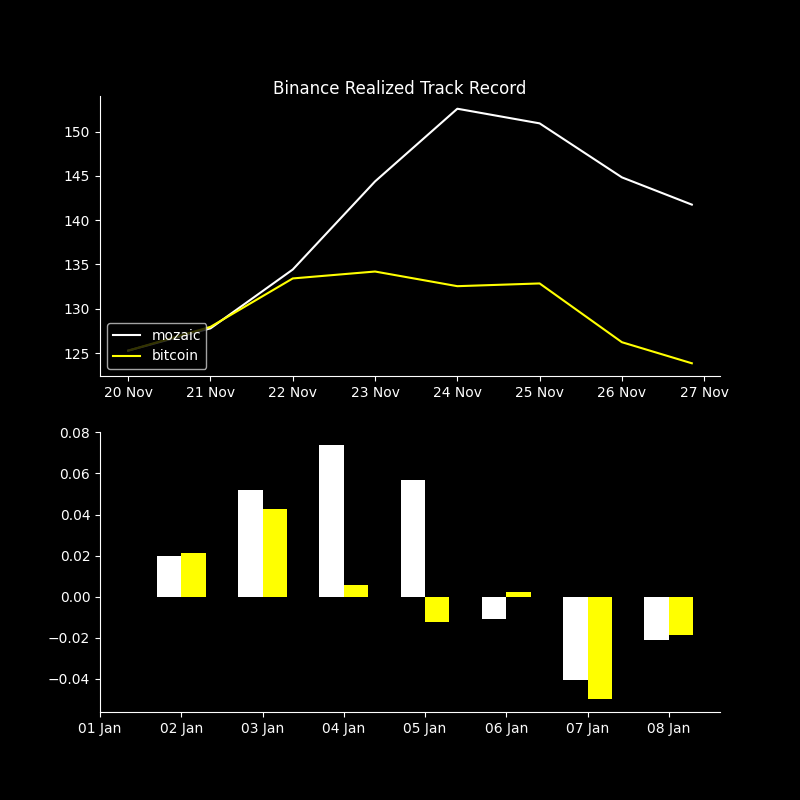 Binance Realized Track Record
150
145
140
135
130
125
mozaic
bitcoin
20 Nov 21 Nov 22 Nov 23 Nov 24 Nov 25 Nov 26 Nov 27 Nov
0.08
0.06
0.04
0.02
0.00
−0.02
−0.04
01 Jan 02 Jan 03 Jan 04 Jan 05 Jan 06 Jan 07 Jan 08 Jan